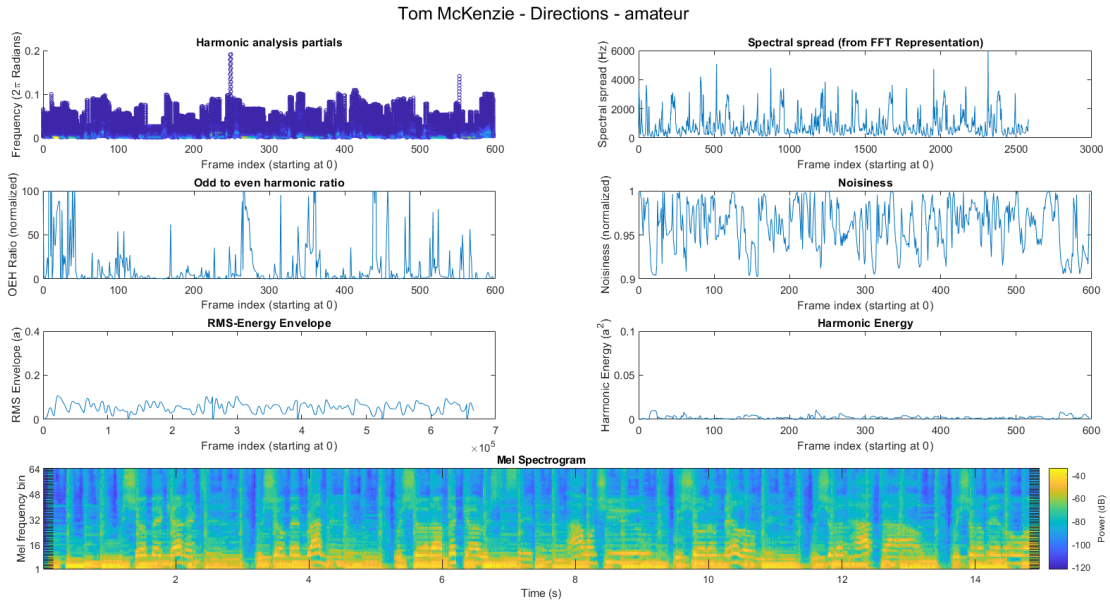 Tom McKenzie - Directions - amateur
Harmonic analysis partials
Frequency (2π Radians)
0.2
0.1
0
0 100 200 300 400 500 600
Frame index (starting at 0)
Spectral spread (from FFT Representation)
Spectral spread (Hz)
6000
4000
2000
0
0 500 1000 1500 2000 2500 3000
Frame index (starting at 0)
Odd to even harmonic ratio
OEH Ratio (normalized)
100
50
0
0 100 200 300 400 500 600
Frame index (starting at 0)
Noisiness
Noisiness (normalized)
1
0.95
0.9
0 100 200 300 400 500 600
Frame index (starting at 0)
RMS-Energy Envelope
RMS Envelope (a)
0.4
0.2
0
0 1 2 3 4 5 6 7
×10^5
Frame index (starting at 0)
Harmonic Energy
Harmonic Energy (a^2)
0.1
0.05
0
0 100 200 300 400 500 600
Frame index (starting at 0)
Mel Spectrogram
Mel frequency bin
64
48
32
16
1
2 4 6 8 10 12 14
Time (s)
-40
-60
-80
-100
-120
Power (dB)